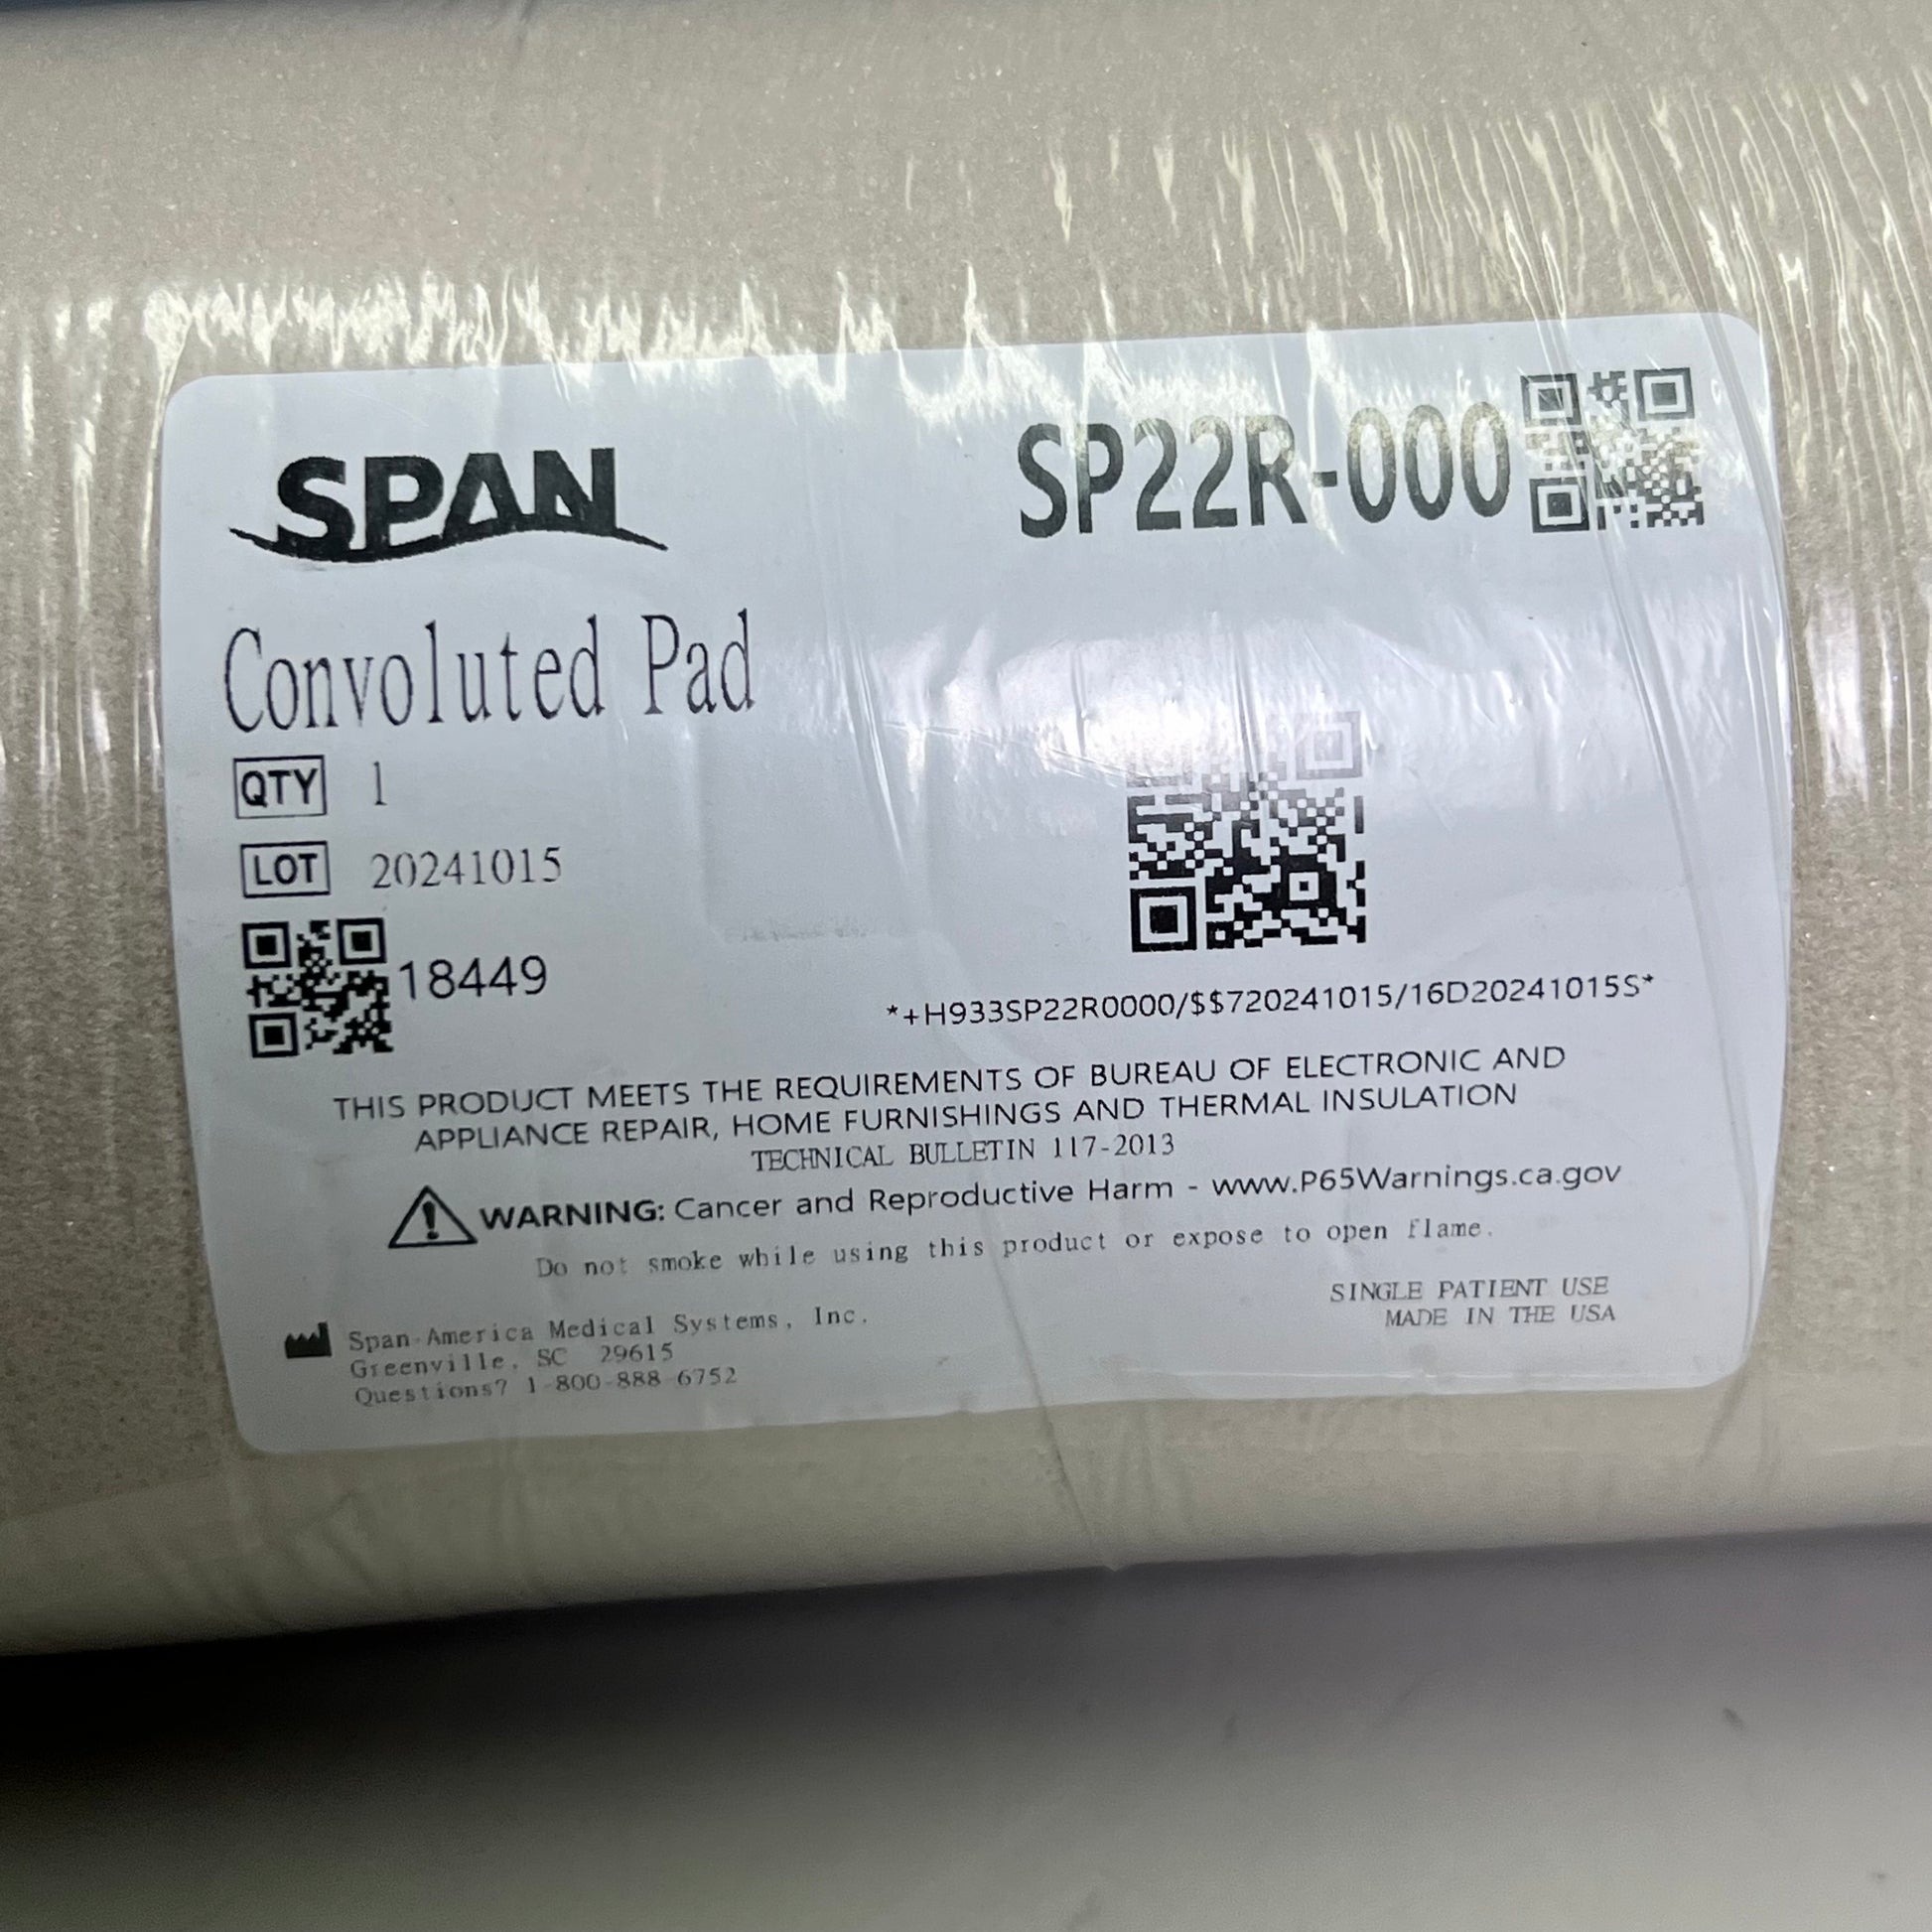 SPAN
SP22R-000
Convoluted Pad
QTY 1
LOT 20241015
18449
*+H933SP22R0000/$$720241015/16D20241015S*
THIS PRODUCT MEETS THE REQUIREMENTS OF BUREAU OF ELECTRONIC AND
APPLIANCE REPAIR, HOME FURNISHINGS AND THERMAL INSULATION
TECHNICAL BULLETIN 117-2013
WARNING: Cancer and Reproductive Harm - www.P65Warnings.ca.gov
Do not smoke while using this product or expose to open flame.
SINGLE PATIENT USE
MADE IN THE USA
Span-America Medical Systems, Inc.
Greenville, SC 29615
Questions? 1-800-888-6752